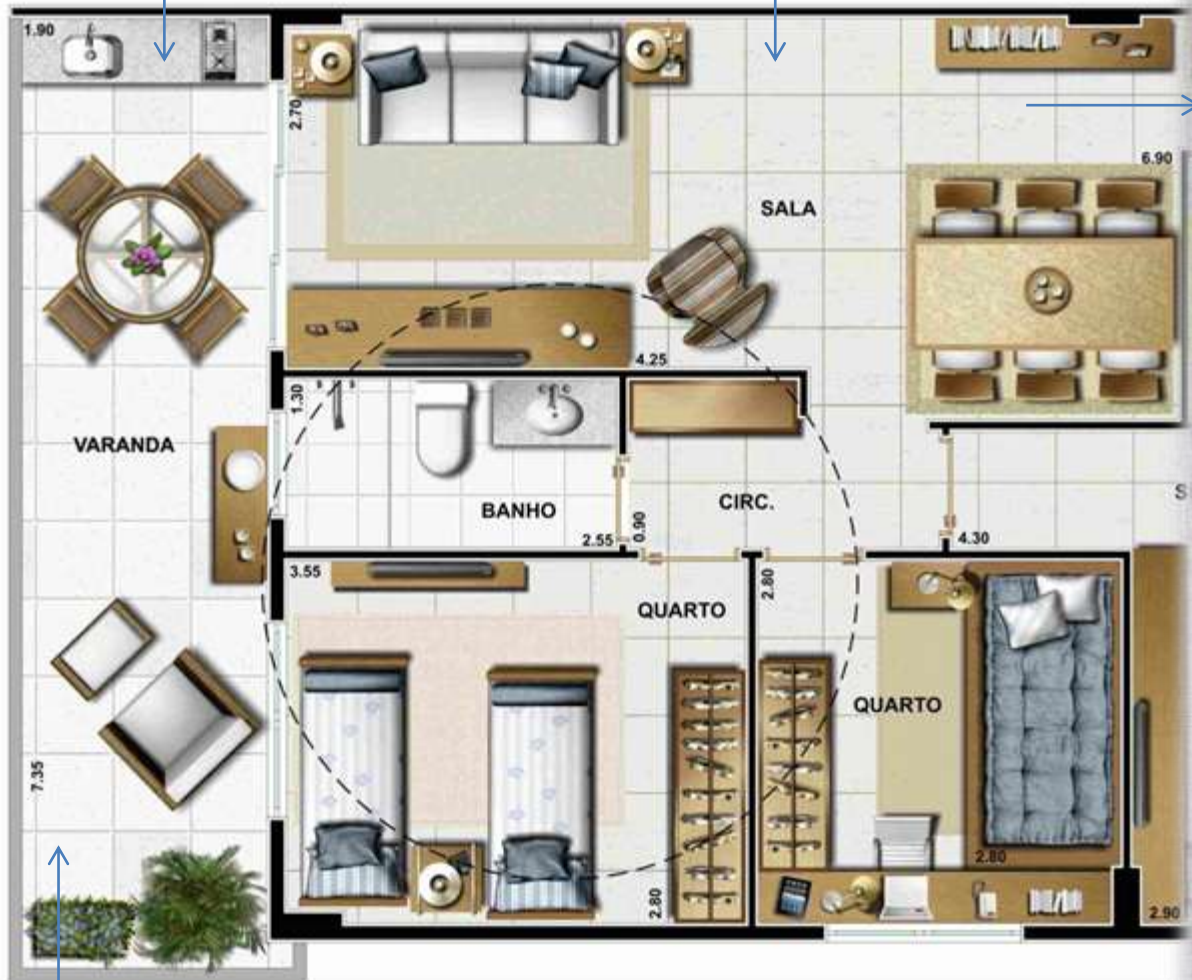 1.90
2.70
6.90
SALA
4.25
1.30
VARANDA
BANHO
CIRC.
S
2.55
0.90
4.30
3.55
2.80
QUARTO
QUARTO
7.35
2.80
2.80
2.90